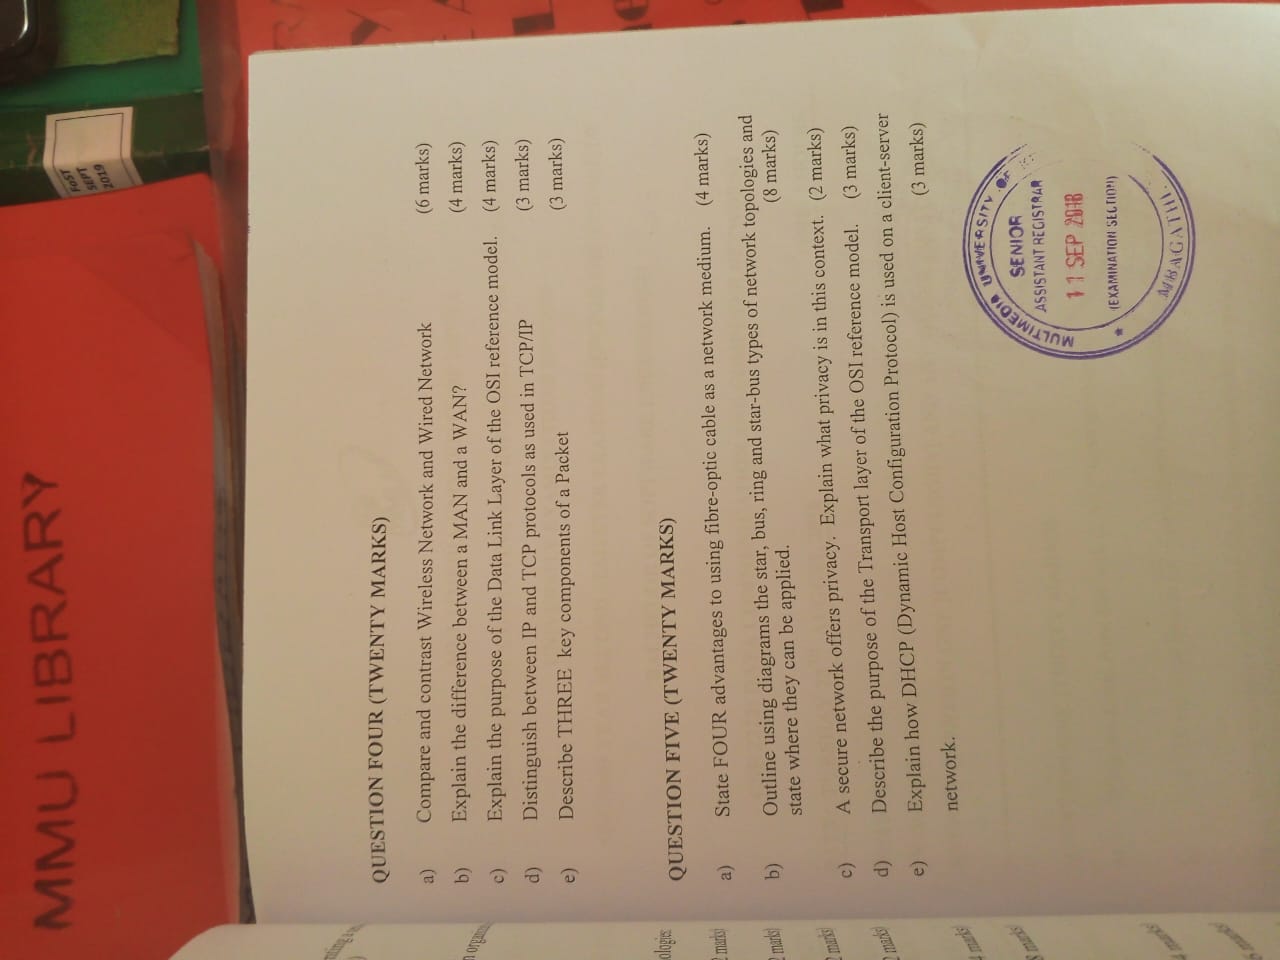 MMU LIBRARY
FoST
SEPT
2019
QUESTION FOUR (TWENTY MARKS)
a) Compare and contrast Wireless Network and Wired Network (6 marks)
b) Explain the difference between a MAN and a WAN? (4 marks)
c) Explain the purpose of the Data Link Layer of the OSI reference model. (4 marks)
d) Distinguish between IP and TCP protocols as used in TCP/IP (3 marks)
e) Describe THREE key components of a Packet (3 marks)
QUESTION FIVE (TWENTY MARKS)
a) State FOUR advantages to using fibre-optic cable as a network medium. (4 marks)
b) Outline using diagrams the star, bus, ring and star-bus types of network topologies and
state where they can be applied. (8 marks)
c) A secure network offers privacy. Explain what privacy is in this context. (2 marks)
d) Describe the purpose of the Transport layer of the OSI reference model. (3 marks)
e) Explain how DHCP (Dynamic Host Configuration Protocol) is used on a client-server
network. (3 marks)
MULTIMEDIA UNIVERSITY OF
SENIOR
ASSISTANT REGISTRAR
11 SEP 2018
(EXAMINATION SECTION)
MBAGATHI